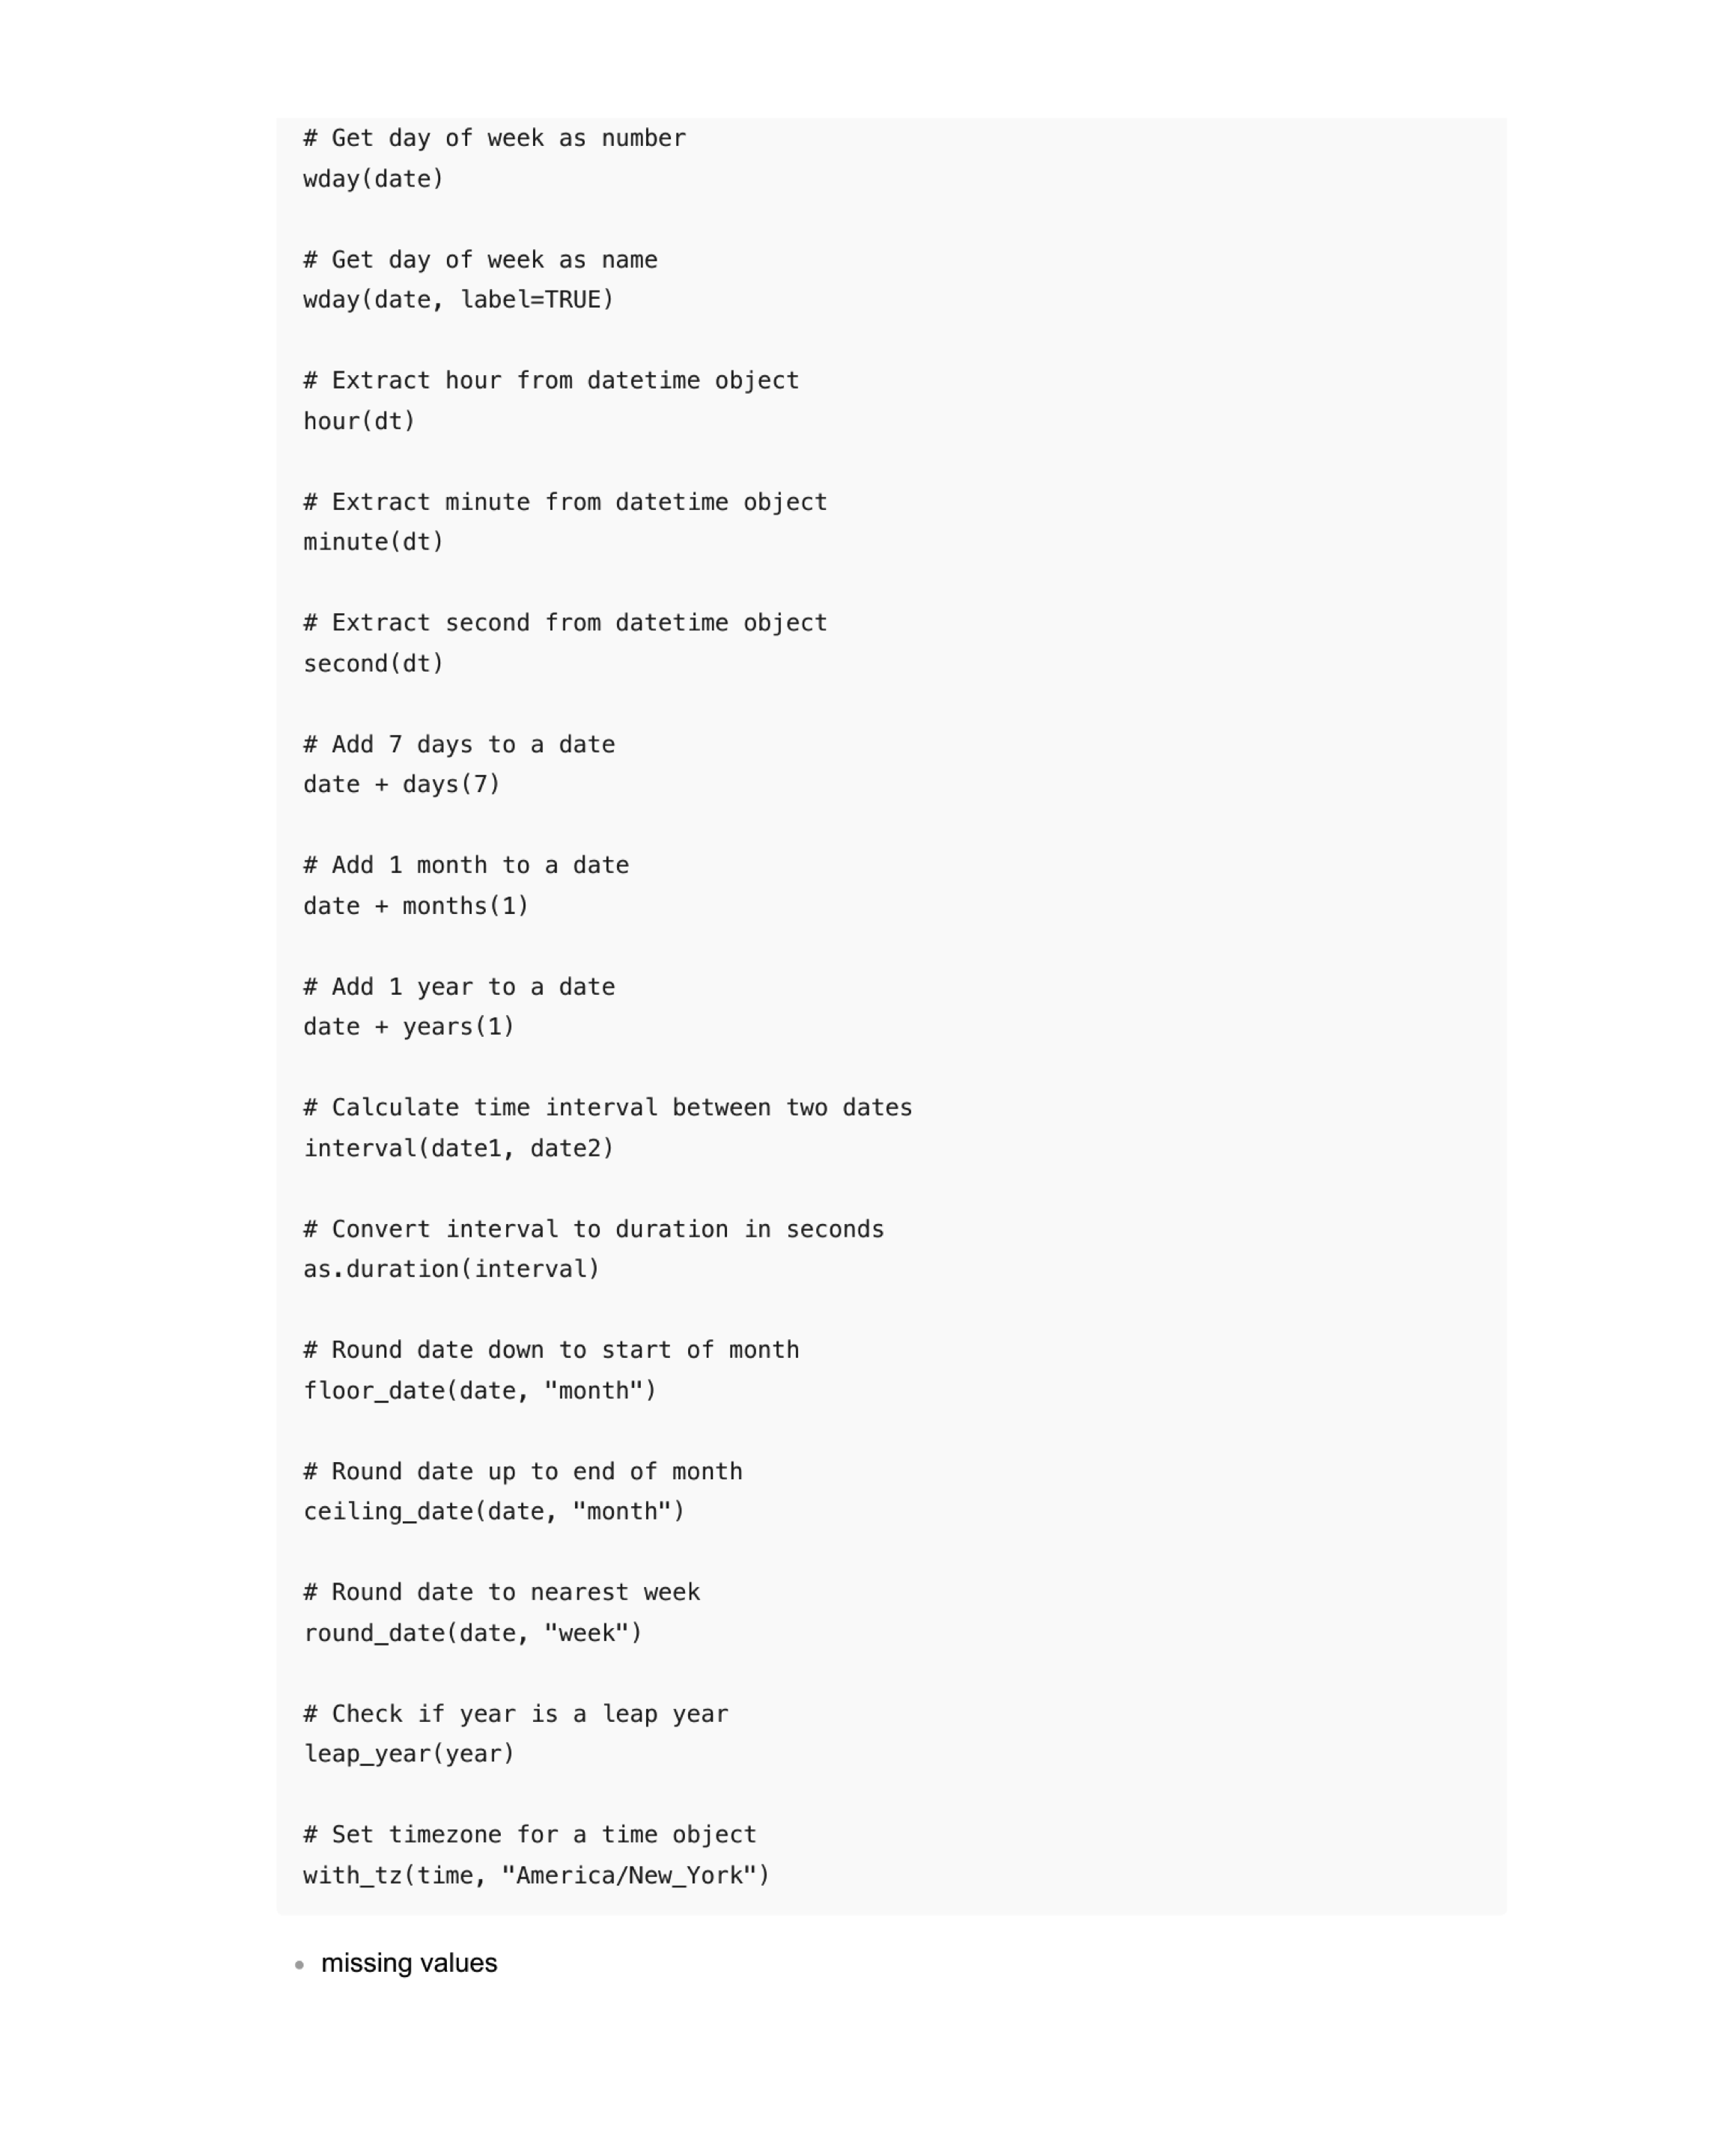 # Get day of week as number
wday(date)
# Get day of week as name
wday(date, label=TRUE)
# Extract hour from datetime object
hour(dt)
# Extract minute from datetime object
minute(dt)
# Extract second from datetime object
second(dt)
# Add 7 days to a date
date + days(7)
# Add 1 month to a date
date + months(1)
# Add 1 year to a date
date + years(1)
# Calculate time interval between two dates
interval(date1, date2)
# Convert interval to duration in seconds
as.duration(interval)
# Round date down to start of month
floor_date(date, "month")
# Round date up to end of month
ceiling_date(date, "month")
# Round date to nearest week
round_date(date, "week")
# Check if year is a leap year
leap_year(year)
# Set timezone for a time object
with_tz(time, "America/New_York")
• missing values